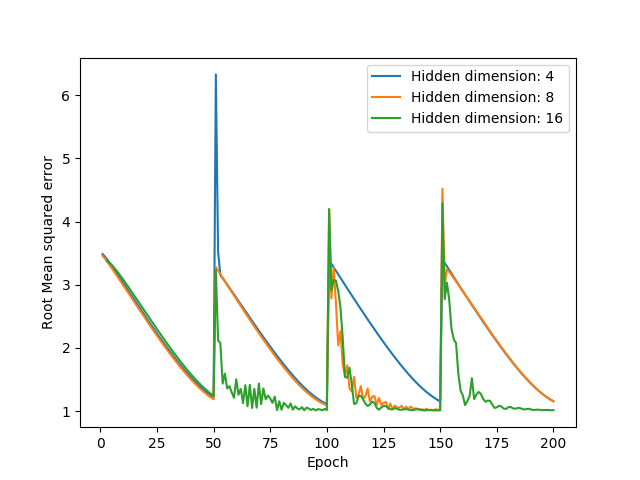 Hidden dimension: 4
Hidden dimension: 8
Hidden dimension: 16
Root Mean squared error
6
5
4
3
2
1
0 25 50 75 100 125 150 175 200
Epoch